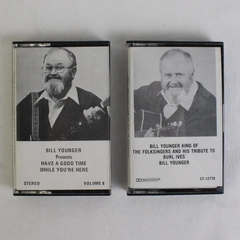 BILL YOUNGER
Presents
HAVE A GOOD TIME
WHILE YOU'RE HERE
STEREO VOLUME 8
BILL YOUNGER KING OF
THE FOLKSINGERS AND HIS TRIBUTE TO
BURL IVES
BILL YOUNGER